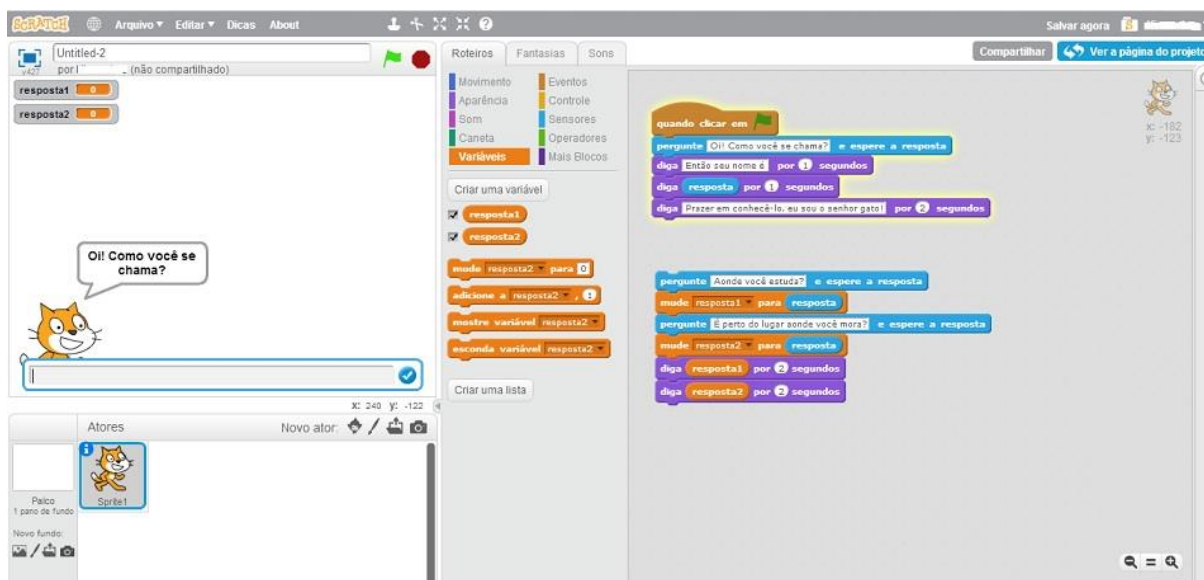 SCRATCH Arquivo Editar Dicas About Salvar agora
Untitled-2
v427 por (não compartilhado)
resposta1 0
resposta2 0
Oi! Como você se
chama?
X: 240 y: -122
Atores Novo ator:
Palco
1 pano de fundo
Novo fundo:
Sprite1
Roteiros Fantasias Sons
Movimento Eventos
Aparência Controle
Som Sensores
Caneta Operadores
Variáveis Mais Blocos
Criar uma variável
resposta1
resposta2
mude resposta2 para 0
adicione a resposta2 , 1
mostre variável resposta2
esconda variável resposta2
Criar uma lista
Compartilhar Ver a página do projeto
x: -182
y: -123
quando clicar em
pergunte Oi! Como você se chama? e espere a resposta
diga Então seu nome é por 1 segundos
diga resposta por 1 segundos
diga Prazer em conhecê-lo, eu sou o senhor gato! por 2 segundos
pergunte Aonde você estuda? e espere a resposta
mude resposta1 para resposta
pergunte É perto do lugar aonde você mora? e espere a resposta
mude resposta2 para resposta
diga resposta1 por 2 segundos
diga resposta2 por 2 segundos